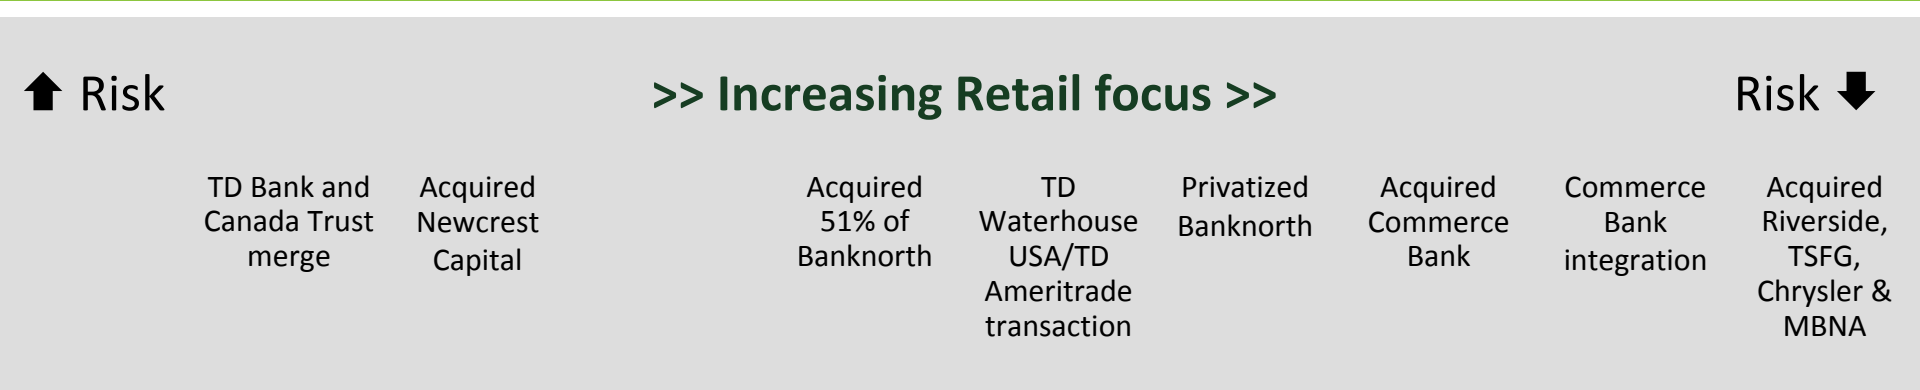 Risk
>> Increasing Retail focus >>
Risk
TD Bank and
Canada Trust
merge
Acquired
Newcrest
Capital
Acquired
51% of
Banknorth
TD
Waterhouse
USA/TD
Ameritrade
transaction
Privatized
Banknorth
Acquired
Commerce
Bank
Commerce
Bank
integration
Acquired
Riverside,
TSFG,
Chrysler &
MBNA